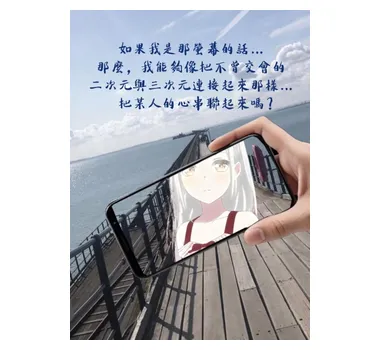 如果我是那螢幕的話…
那麼，我能夠像把不曾交會的
二次元與三次元連接起來那樣…
把某人的心事聯起來嗎？